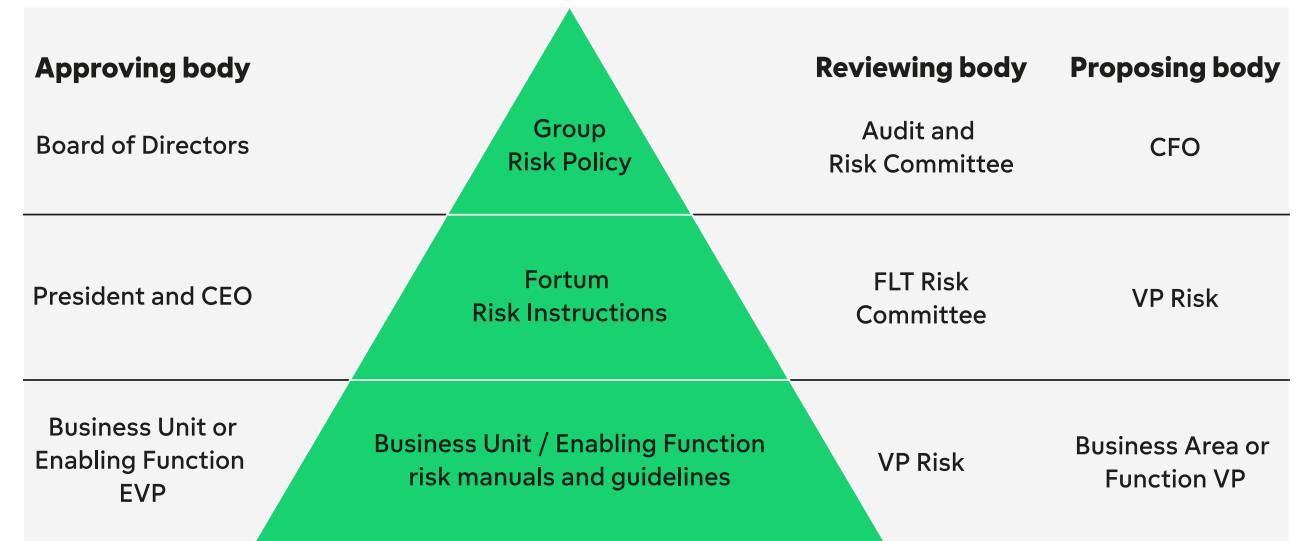 Approving body
Reviewing body
Proposing body
Board of Directors
Group
Risk Policy
Audit and
Risk Committee
CFO
President and CEO
Fortum
Risk Instructions
FLT Risk
Committee
VP Risk
Business Unit or
Enabling Function
EVP
Business Unit / Enabling Function
risk manuals and guidelines
VP Risk
Business Area or
Function VP